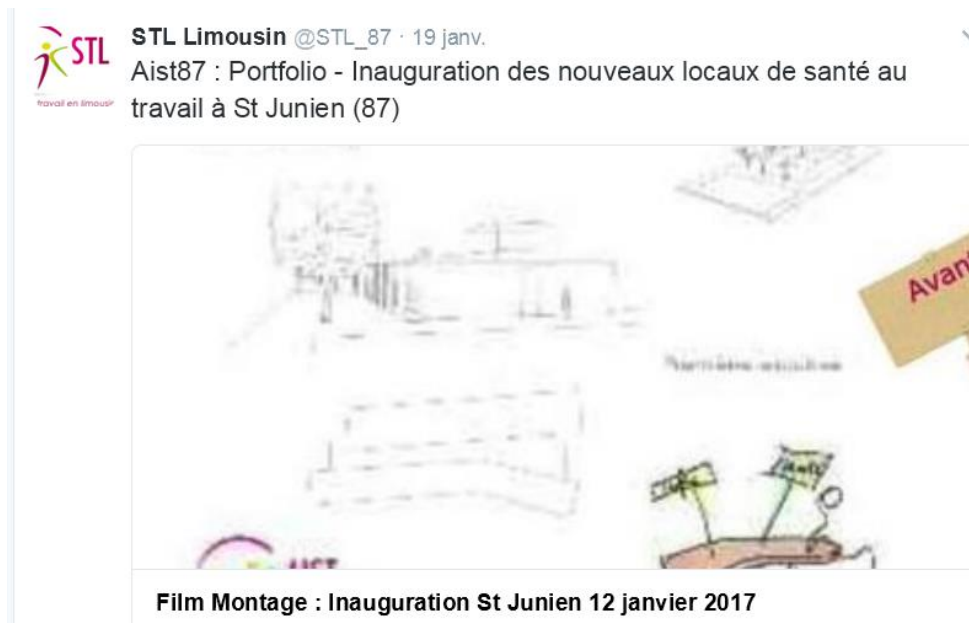 STL
travail en limousin
STL Limousin @STL_87 · 19 janv.
Aist87 : Portfolio - Inauguration des nouveaux locaux de santé au
travail à St Junien (87)
Avant
Film Montage : Inauguration St Junien 12 janvier 2017